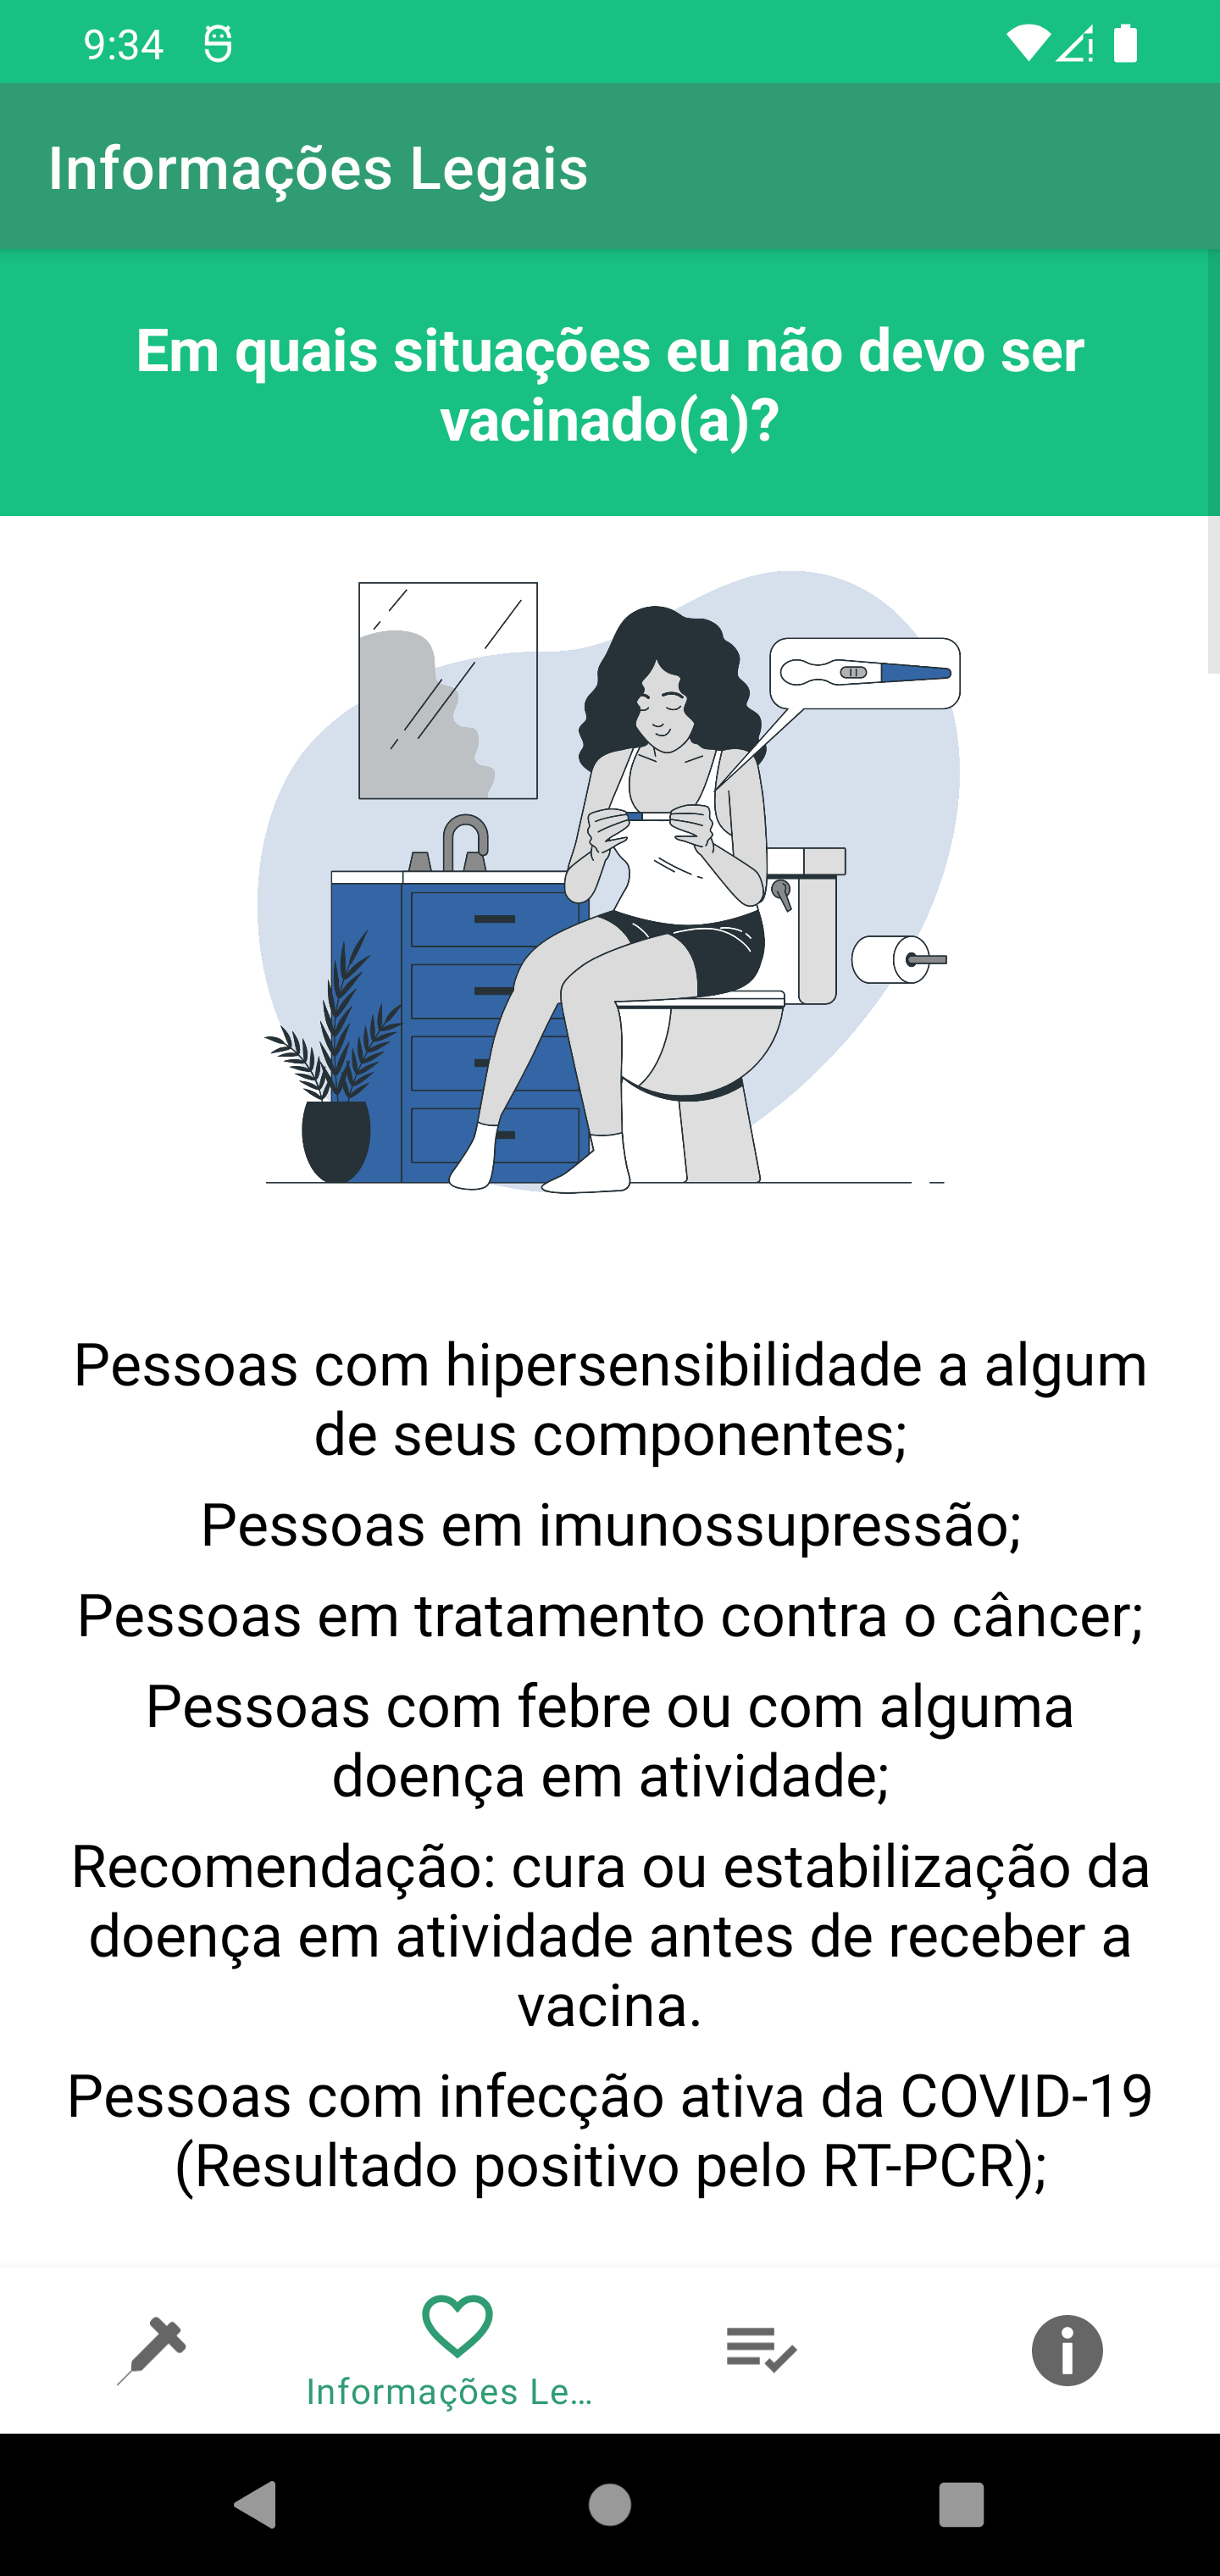 9:34
Informações Legais
Em quais situações eu não devo ser
vacinado(a)?
Pessoas com hipersensibilidade a algum
de seus componentes;
Pessoas em imunossupressão;
Pessoas em tratamento contra o câncer;
Pessoas com febre ou com alguma
doença em atividade;
Recomendação: cura ou estabilização da
doença em atividade antes de receber a
vacina.
Pessoas com infecção ativa da COVID-19
(Resultado positivo pelo RT-PCR);
Informações Le...